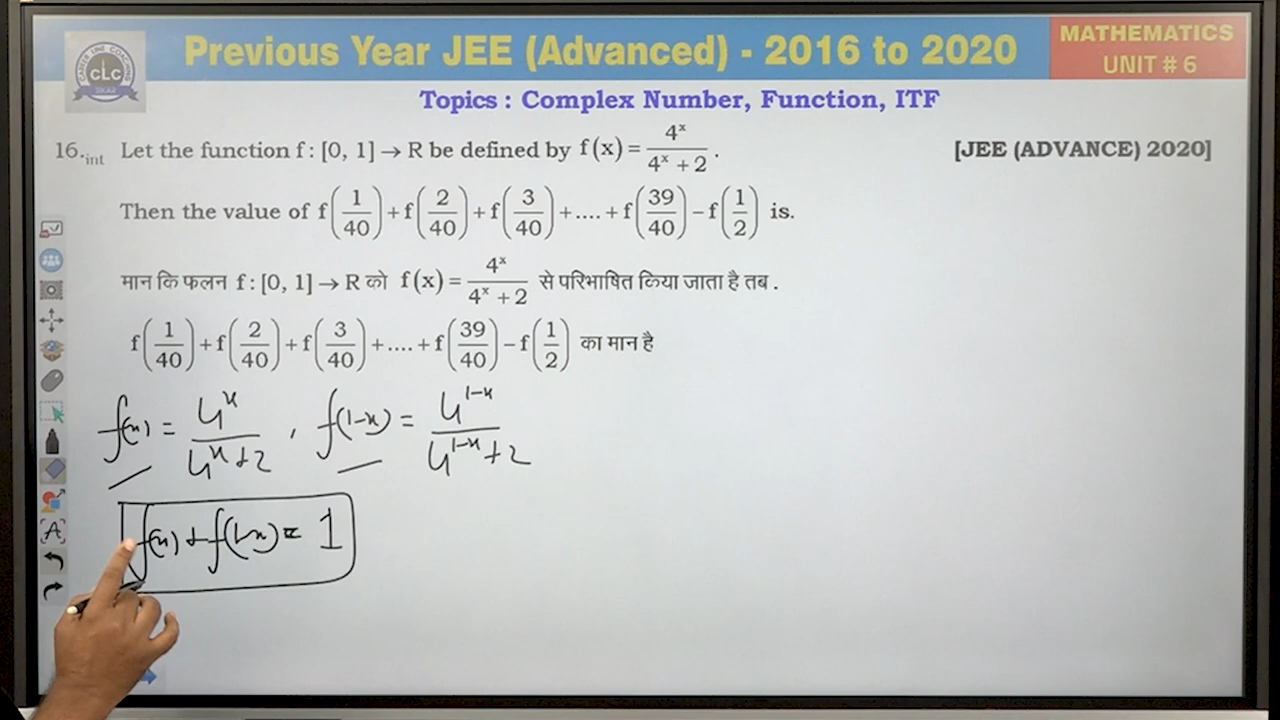 Previous Year JEE (Advanced) - 2016 to 2020
MATHEMATICS
UNIT # 6
CLC
Topics : Complex Number, Function, ITF
16.int Let the function f : [0, 1] → R be defined by f(x) = 4^x / (4^x + 2) . [JEE (ADVANCE) 2020]
Then the value of f(1/40) + f(2/40) + f(3/40) + .... + f(39/40) − f(1/2) is.
मान कि फलन f : [0, 1] → R को f(x) = 4^x / (4^x + 2) से परिभाषित किया जाता है तब .
f(1/40) + f(2/40) + f(3/40) + .... + f(39/40) − f(1/2) का मान है
f(x) = 4^x / (4^x + 2) , f(1-x) = 4^(1-x) / (4^(1-x) + 2)
f(x) + f(1-x) = 1